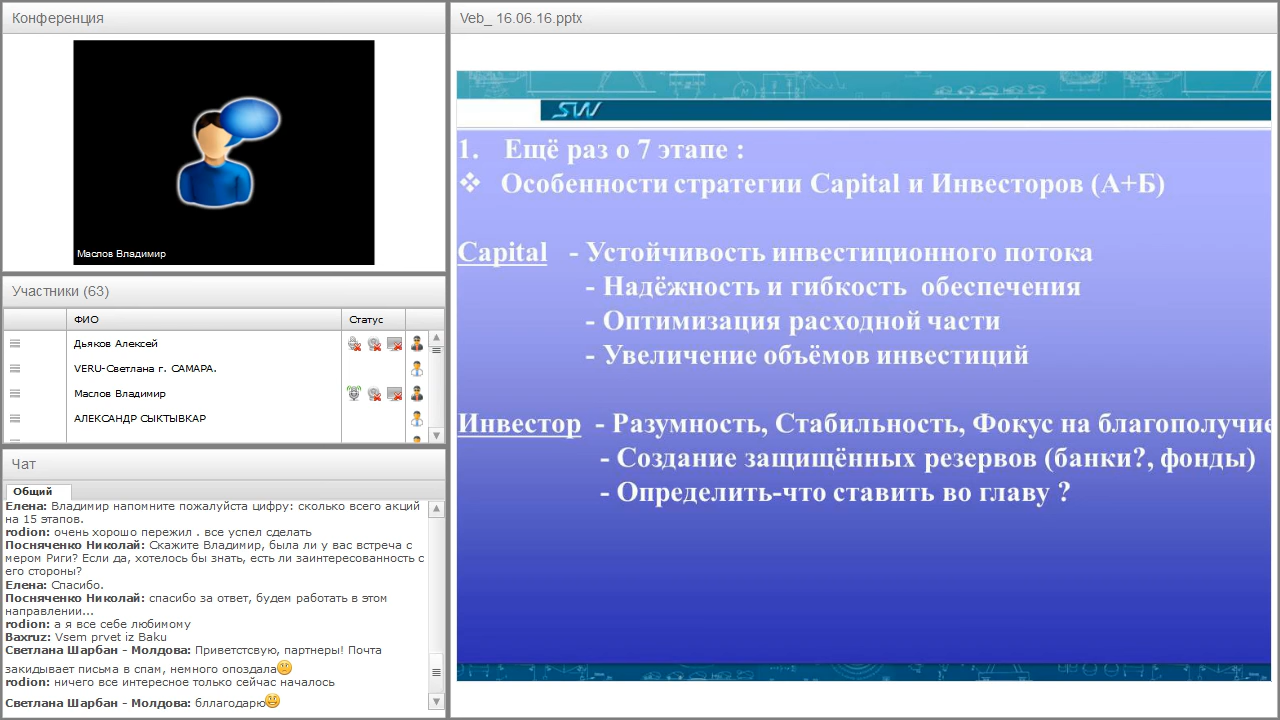 Конференция
Маслов Владимир
Участники (63)
ФИО Статус
Дьяков Алексей
VERU-Светлана г. САМАРА.
Маслов Владимир
АЛЕКСАНДР СЫКТЫВКАР
Чат
Общий
Елена: Владимир напомните пожалуйста цифру: сколько всего акций
на 15 этапов.
rodion: очень хорошо пережил . все успел сделать
Посняченко Николай: Скажите Владимир, была ли у вас встреча с
мером Риги? Если да, хотелось бы знать, есть ли заинтересованность с
его стороны?
Елена: Спасибо.
Посняченко Николай: спасибо за ответ, будем работать в этом
направлении...
rodion: а я все себе любимому
Baxruz: Vsem prvet iz Baku
Светлана Шарбан - Молдова: Приветстсвую, партнеры! Почта
закидывает письма в спам, немного опоздала
rodion: ничего все интересное только сейчас началось
Светлана Шарбан - Молдова: бллагодарю
Veb_ 16.06.16.pptx
SW
1. Ещё раз о 7 этапе :
❖ Особенности стратегии Capital и Инвесторов (А+Б)
Capital - Устойчивость инвестиционного потока
- Надёжность и гибкость обеспечения
- Оптимизация расходной части
- Увеличение объёмов инвестиций
Инвестор - Разумность, Стабильность, Фокус на благополучие
- Создание защищённых резервов (банки?, фонды)
- Определить-что ставить во главу ?